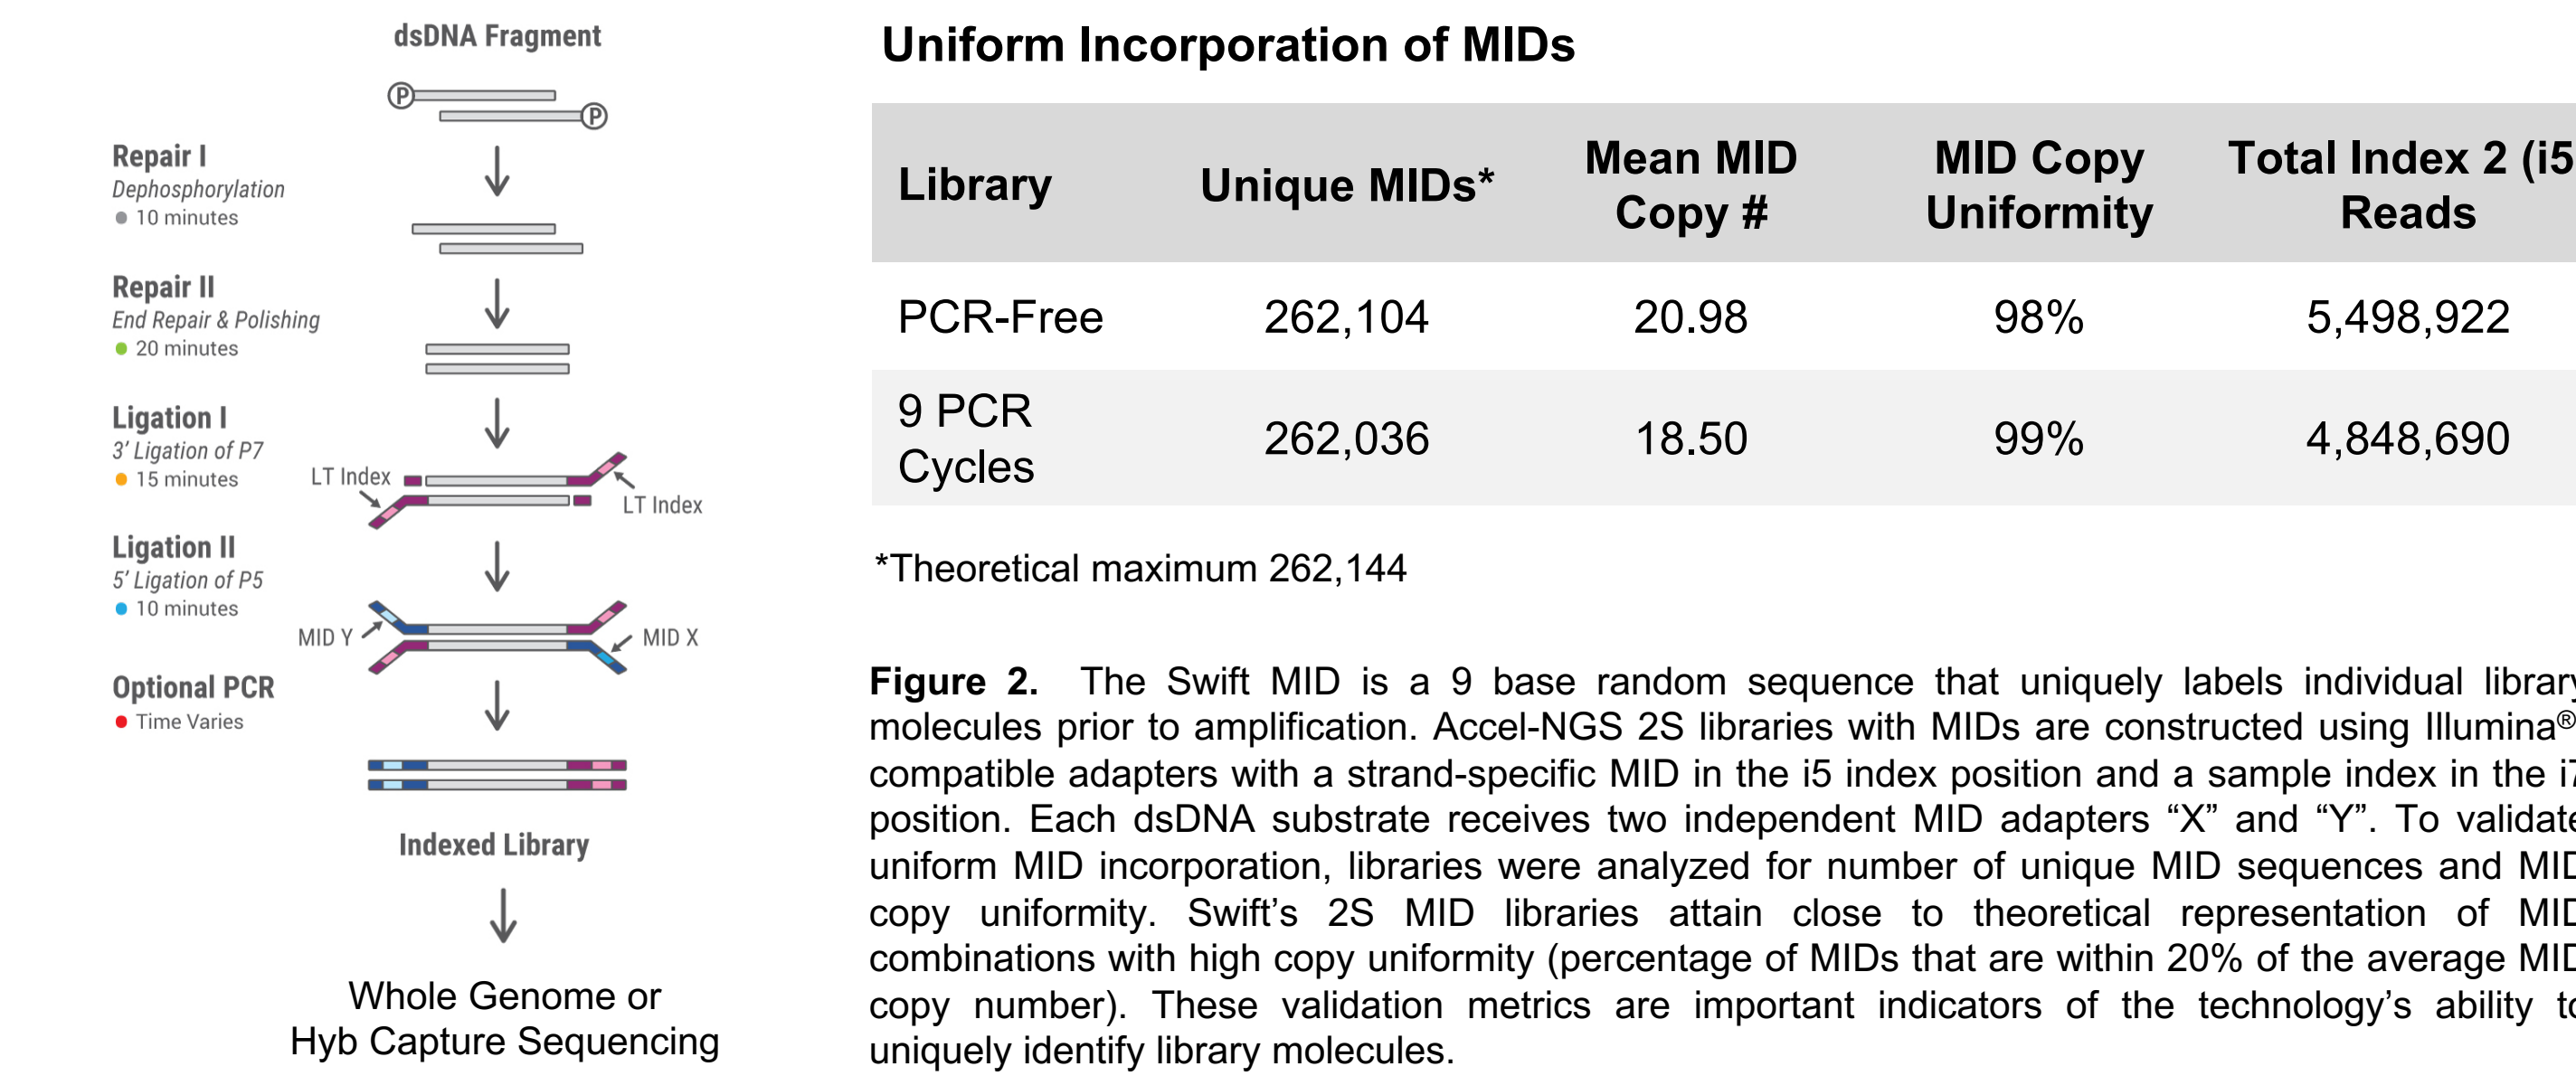 dsDNA Fragment
P
P
Repair I
Dephosphorylation
10 minutes
Repair II
End Repair & Polishing
20 minutes
Ligation I
3' Ligation of P7
15 minutes
LT Index
LT Index
Ligation II
5' Ligation of P5
10 minutes
MID Y
MID X
Optional PCR
Time Varies
Indexed Library
Whole Genome or
Hyb Capture Sequencing
Uniform Incorporation of MIDs
Library Unique MIDs* Mean MID Copy # MID Copy Uniformity Total Index 2 (i5 Reads
PCR-Free 262,104 20.98 98% 5,498,922
9 PCR Cycles 262,036 18.50 99% 4,848,690
*Theoretical maximum 262,144
Figure 2. The Swift MID is a 9 base random sequence that uniquely labels individual library
molecules prior to amplification. Accel-NGS 2S libraries with MIDs are constructed using Illumina®
compatible adapters with a strand-specific MID in the i5 index position and a sample index in the i7
position. Each dsDNA substrate receives two independent MID adapters “X” and “Y”. To validate
uniform MID incorporation, libraries were analyzed for number of unique MID sequences and MID
copy uniformity. Swift’s 2S MID libraries attain close to theoretical representation of MID
combinations with high copy uniformity (percentage of MIDs that are within 20% of the average MID
copy number). These validation metrics are important indicators of the technology’s ability to
uniquely identify library molecules.